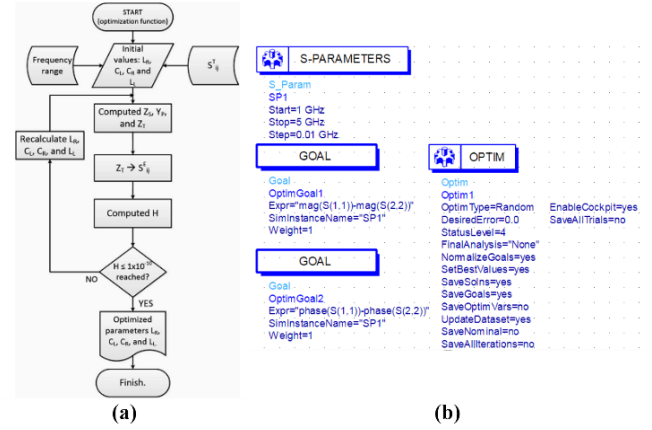 START
(optimization function)
Frequency
range
Initial
values: L_R,
C_L, C_R and
L_L
S^T_ij
Computed Z_S, Y_P,
and Z_T
Recalculate L_R,
C_L, C_R, and L_L
Z_T → S^E_ij
Computed H
H ≤ 1x10^-10
reached?
NO
YES
Optimized
parameters L_R,
C_L, C_R, and L_L.
Finish.
(a)
S-PARAMETERS
S_Param
SP1
Start=1 GHz
Stop=5 GHz
Step=0.01 GHz
GOAL
Goal
OptimGoal1
Expr="mag(S(1,1))-mag(S(2,2))"
SimInstanceName="SP1"
Weight=1
GOAL
Goal
OptimGoal2
Expr="phase(S(1,1))-phase(S(2,2))"
SimInstanceName="SP1"
Weight=1
OPTIM
Optim
Optim1
OptimType=Random EnableCockpit=yes
DesiredError=0.0 SaveAllTrials=no
StatusLevel=4
FinalAnalysis="None"
NormalizeGoals=yes
SetBestValues=yes
SaveSolns=yes
SaveGoals=yes
SaveOptimVars=no
UpdateDataset=yes
SaveNominal=no
SaveAllIterations=no
(b)